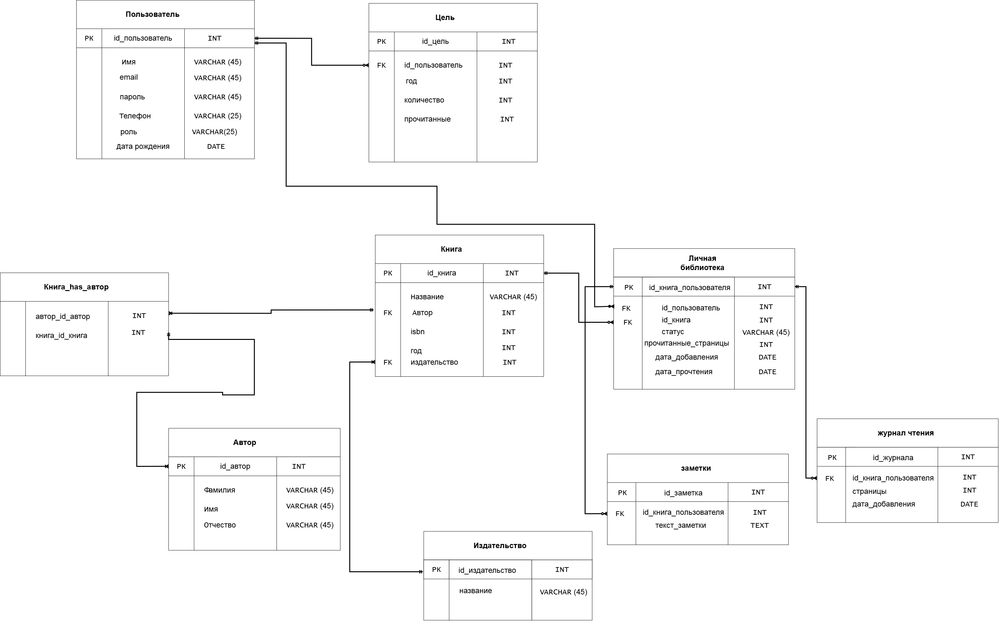 Пользователь
PK id_пользователь INT
Имя VARCHAR (45)
email VARCHAR (45)
пароль VARCHAR (45)
Телефон VARCHAR (25)
роль VARCHAR(25)
Дата рождения DATE
Цель
PK id_цель INT
FK id_пользователь INT
год INT
количество INT
прочитанные INT
Книга_has_автор
автор_id_автор INT
книга_id_книга INT
Книга
PK id_книга INT
Название VARCHAR (45)
FK Автор INT
isbn INT
год INT
FK издательство INT
Личная
библиотека
PK id_книга_пользователя INT
FK id_пользователь INT
FK id_книга INT
статус VARCHAR (45)
прочитанные_страницы INT
дата_добавления DATE
дата_прочтения DATE
Автор
PK id_автор INT
Фамилия VARCHAR (45)
Имя VARCHAR (45)
Отчество VARCHAR (45)
журнал чтения
PK id_журнала INT
FK id_книга_пользователя INT
страницы INT
дата_добавления DATE
заметки
PK id_заметка INT
FK id_книга_пользователя INT
текст_заметки TEXT
Издательство
PK id_издательство INT
название VARCHAR (45)